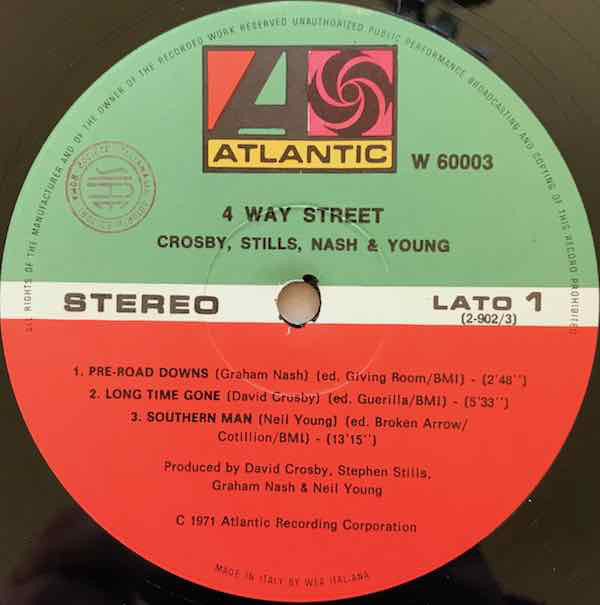 ALL RIGHTS OF THE MANUFACTURER AND OF THE OWNER OF THE RECORDED WORK RESERVED UNAUTHORIZED PUBLIC PERFORMANCE BROADCASTING AND COPYING OF THIS RECORD PROHIBITED
ATLANTIC
W 60003
4 WAY STREET
CROSBY, STILLS, NASH & YOUNG
STEREO
LATO 1
(2-902/3)
1. PRE-ROAD DOWNS (Graham Nash) (ed. Giving Room/BMI) - (2'48'')
2. LONG TIME GONE (David Crosby) (ed. Guerilla/BMI) - (5'33'')
3. SOUTHERN MAN (Neil Young) (ed. Broken Arrow/
Cotillion/BMI) - (13'15'')
Produced by David Crosby, Stephen Stills,
Graham Nash & Neil Young
C 1971 Atlantic Recording Corporation
MADE IN ITALY BY WEA ITALIANA